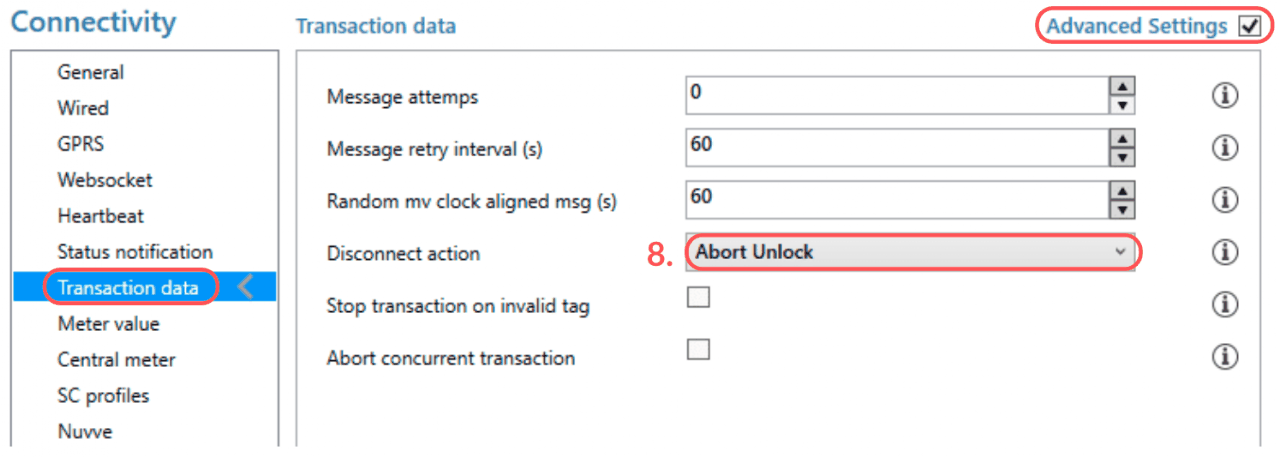 Connectivity
Transaction data
Advanced Settings
General
Wired
GPRS
Websocket
Heartbeat
Status notification
Transaction data
Meter value
Central meter
SC profiles
Nuvve
Message attemps
0
Message retry interval (s)
60
Random mv clock aligned msg (s)
60
Disconnect action
8.
Abort Unlock
Stop transaction on invalid tag
Abort concurrent transaction